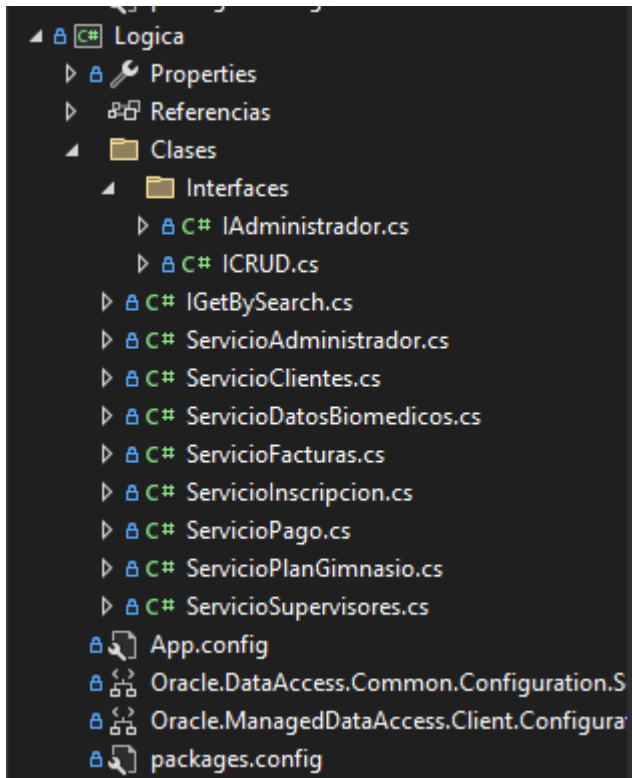 C# Logica
Properties
Referencias
Clases
Interfaces
C# IAdministrador.cs
C# ICRUD.cs
C# IGetBySearch.cs
C# ServicioAdministrador.cs
C# ServicioClientes.cs
C# ServicioDatosBiomedicos.cs
C# ServicioFacturas.cs
C# ServicioInscripcion.cs
C# ServicioPago.cs
C# ServicioPlanGimnasio.cs
C# ServicioSupervisores.cs
App.config
Oracle.DataAccess.Common.Configuration.S
Oracle.ManagedDataAccess.Client.Configura
packages.config